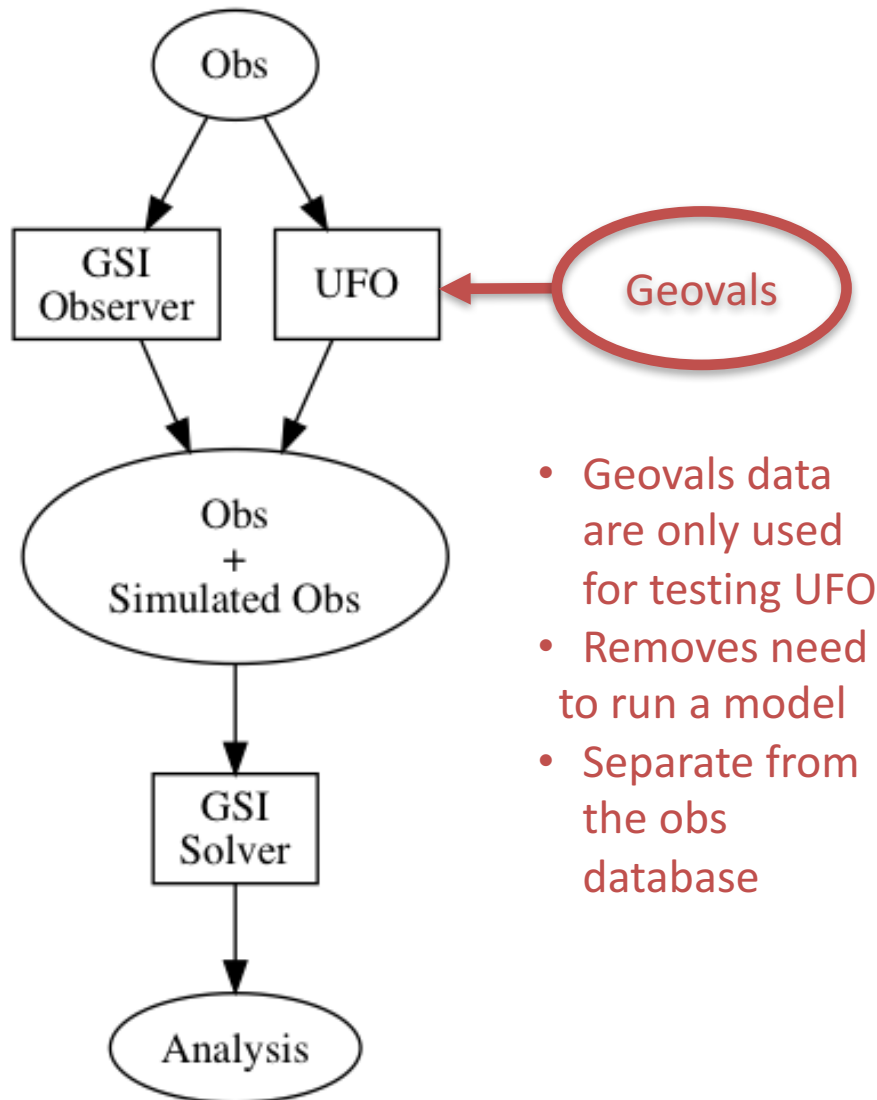 Obs
GSI
Observer
UFO
Geovals
Obs
+
Simulated Obs
GSI
Solver
Analysis
• Geovals data
are only used
for testing UFO
• Removes need
to run a model
• Separate from
the obs
database